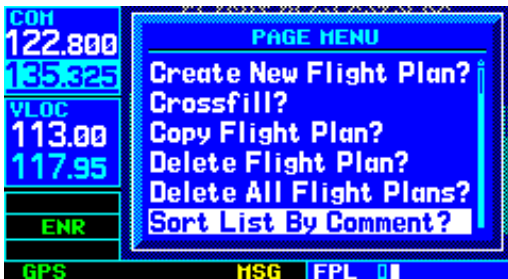 COM
122.800
135.325
VLOC
113.00
117.95
ENR
PAGE MENU
Create New Flight Plan?
Crossfill?
Copy Flight Plan?
Delete Flight Plan?
Delete All Flight Plans?
Sort List By Comment?
GPS MSG FPL